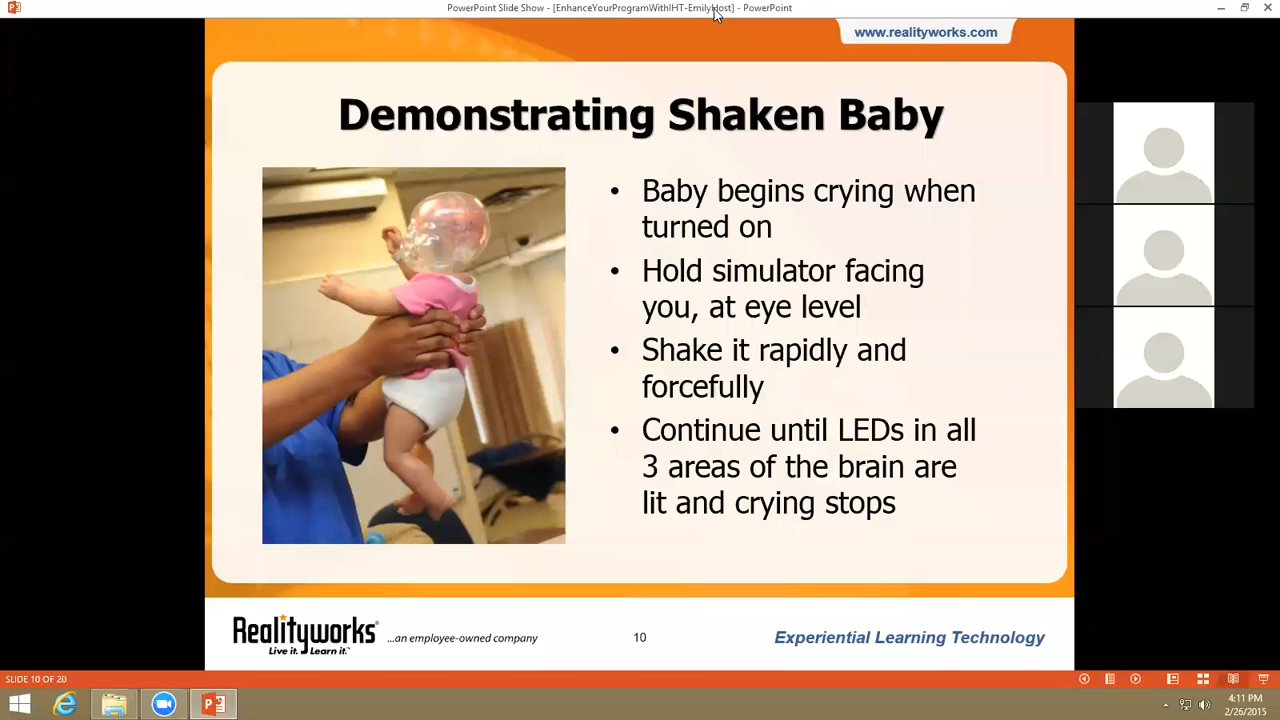 PowerPoint Slide Show - [EnhanceYourProgramWithIHT-EmilyHost] - PowerPoint
www.realityworks.com
Demonstrating Shaken Baby
• Baby begins crying when
turned on
• Hold simulator facing
you, at eye level
• Shake it rapidly and
forcefully
• Continue until LEDs in all
3 areas of the brain are
lit and crying stops
Realityworks®
Live it. Learn it.™
...an employee-owned company
10
Experiential Learning Technology
SLIDE 10 OF 20
4:11 PM
2/26/2015